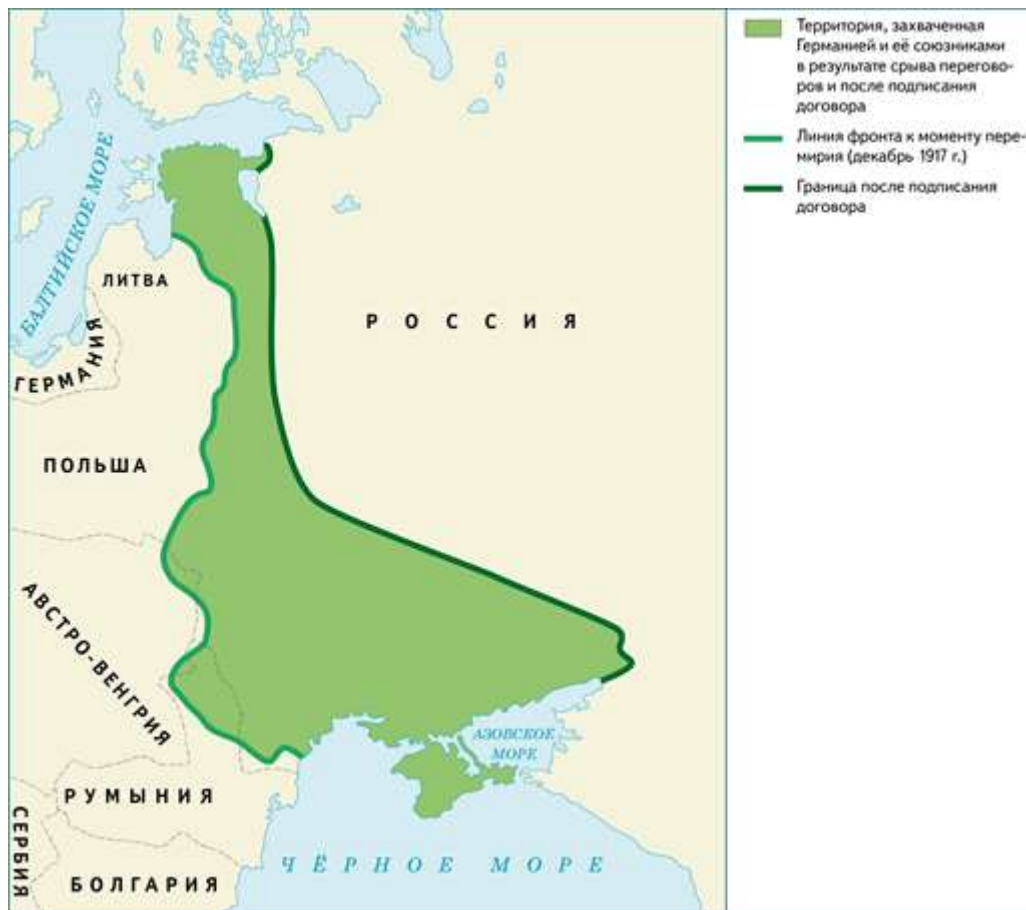 БАЛТИЙСКОЕ МОРЕ
ЛИТВА
РОССИЯ
ГЕРМАНИЯ
ПОЛЬША
АВСТРО-ВЕНГРИЯ
АЗОВСКОЕ
МОРЕ
РУМЫНИЯ
СЕРБИЯ
ЧЁРНОЕ МОРЕ
БОЛГАРИЯ
Территория, захваченная
Германией и её союзниками
в результате срыва перегово-
ров и после подписания
договора
Линия фронта к моменту пере-
мирия (декабрь 1917 г.)
Граница после подписания
договора